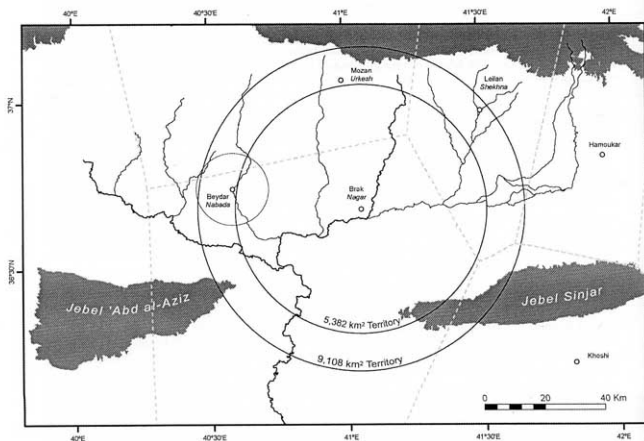 40°E 40°30'E 41°E 41°30'E 42°E
Mozan
Urkesh
Leilan
Shekhna
37°N
Hamoukar
Beydar
Nabada
Brak
Nagar
36°30'N
Jebel 'Abd al-Aziz
Jebel Sinjar
5,382 km² Territory
9,108 km² Territory
Khoshi
0 20 40 Km
40°E 40°30'E 41°E 41°30'E 42°E